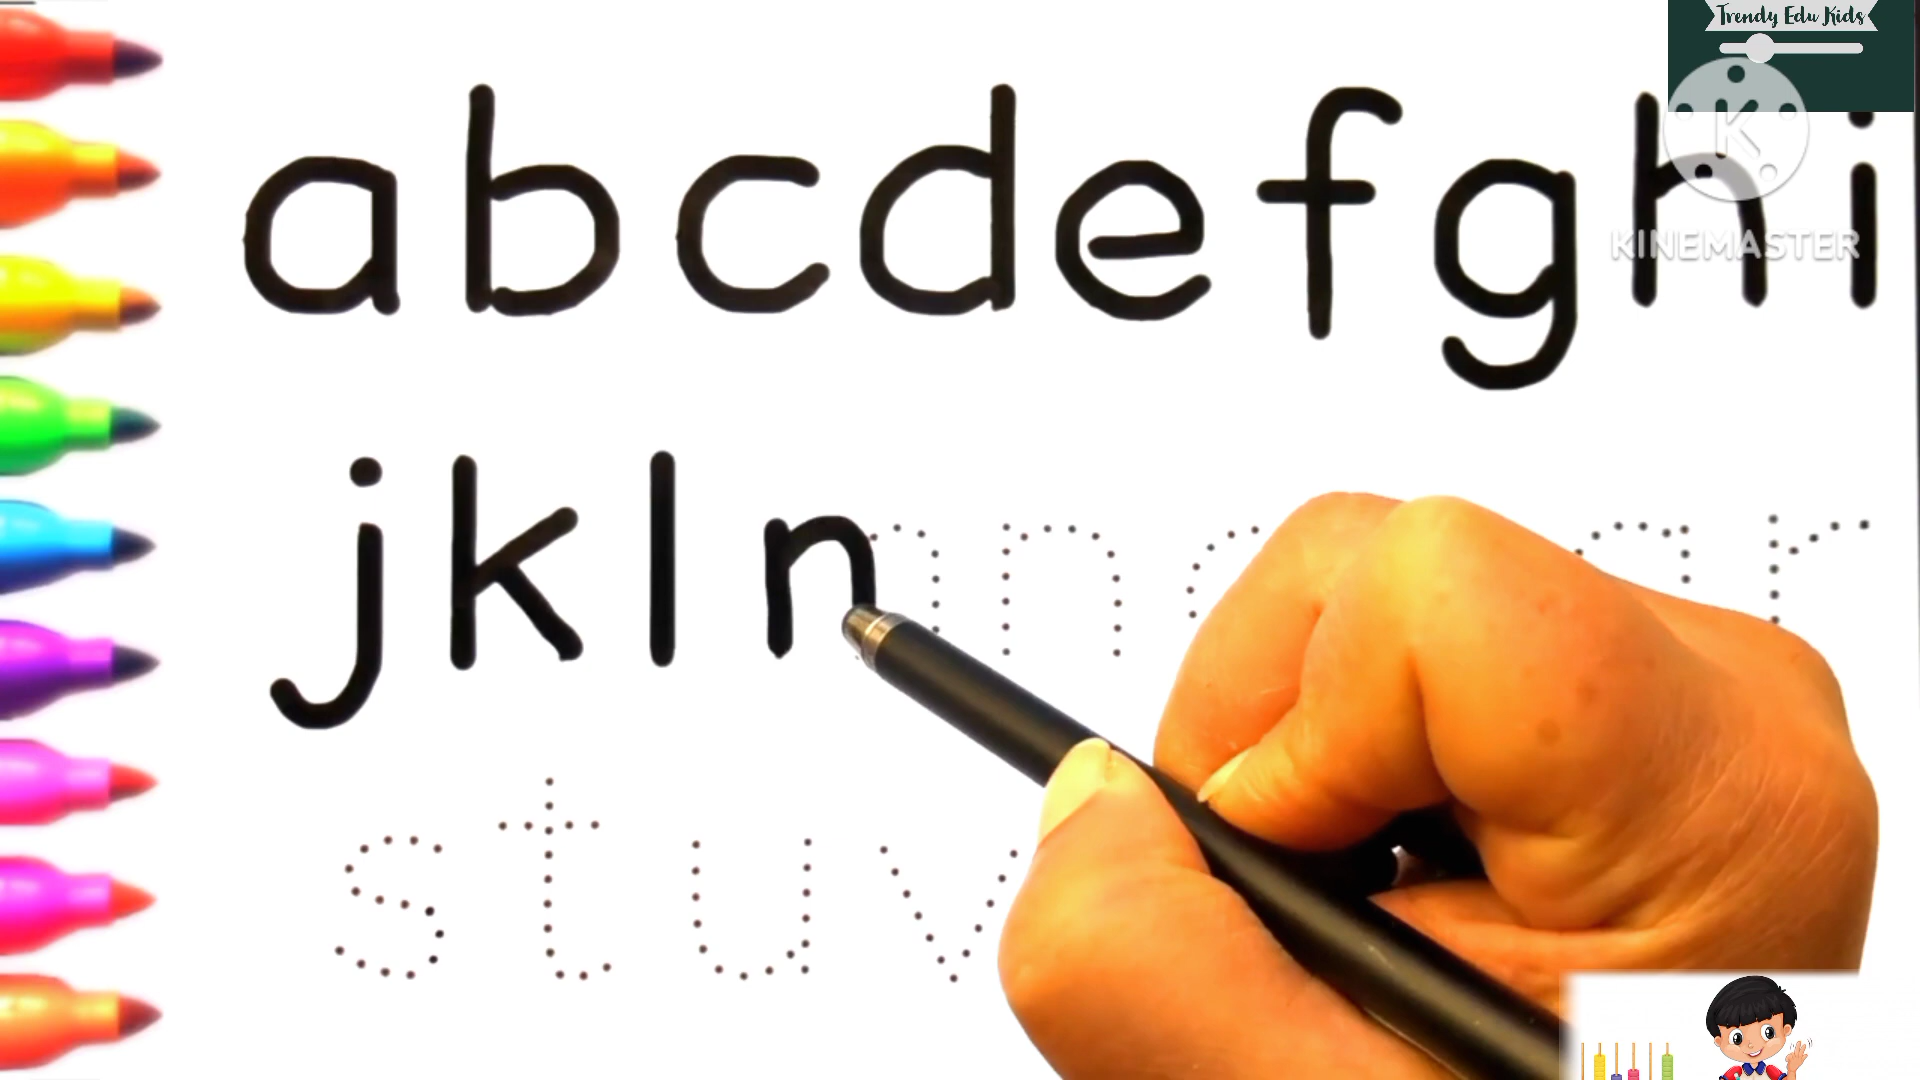 Trendy Edu Kids
abcdefghi
KINEMASTER
jkln n r
stuv